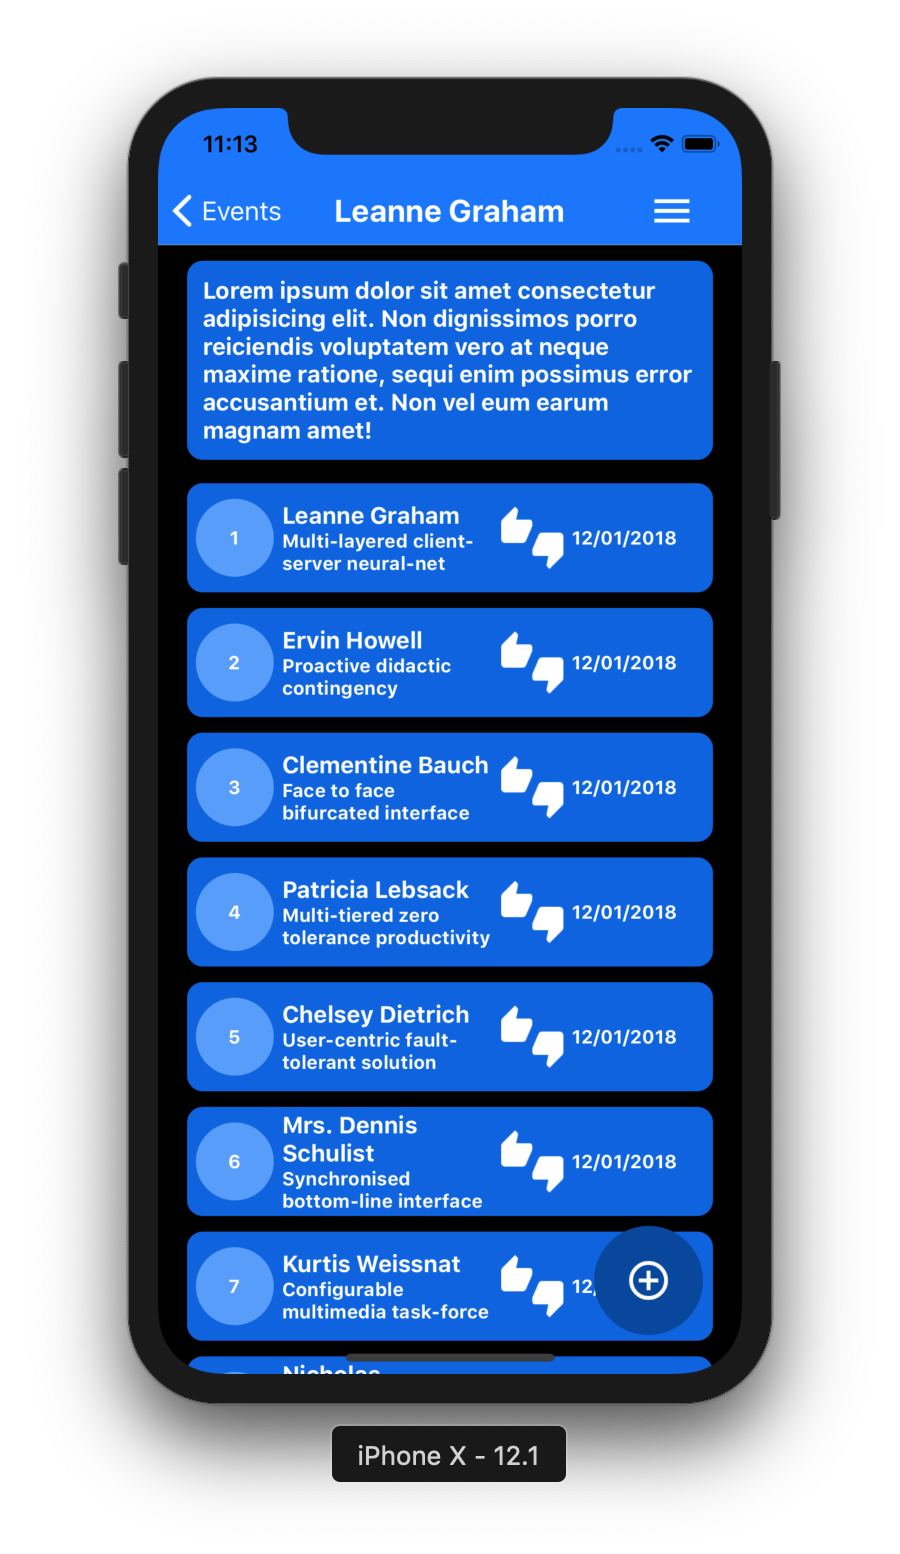 11:13
Events
Leanne Graham
Lorem ipsum dolor sit amet consectetur
adipisicing elit. Non dignissimos porro
reiciendis voluptatem vero at neque
maxime ratione, sequi enim possimus error
accusantium et. Non vel eum earum
magnam amet!
1
Leanne Graham
Multi-layered client-
server neural-net
12/01/2018
2
Ervin Howell
Proactive didactic
contingency
12/01/2018
3
Clementine Bauch
Face to face
bifurcated interface
12/01/2018
4
Patricia Lebsack
Multi-tiered zero
tolerance productivity
12/01/2018
5
Chelsey Dietrich
User-centric fault-
tolerant solution
12/01/2018
6
Mrs. Dennis
Schulist
Synchronised
bottom-line interface
12/01/2018
7
Kurtis Weissnat
Configurable
multimedia task-force
12/
Nicholas
iPhone X - 12.1